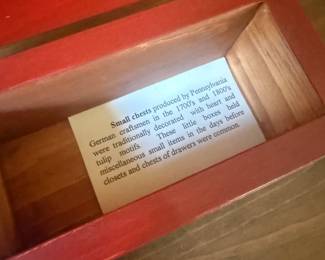 Small chests produced by Pennsylvania
German craftsmen in the 1700's and 1800's
were traditionally decorated with heart and
tulip motifs. These little boxes held
miscellaneous small items in the days before
closets and chests of drawers were common.